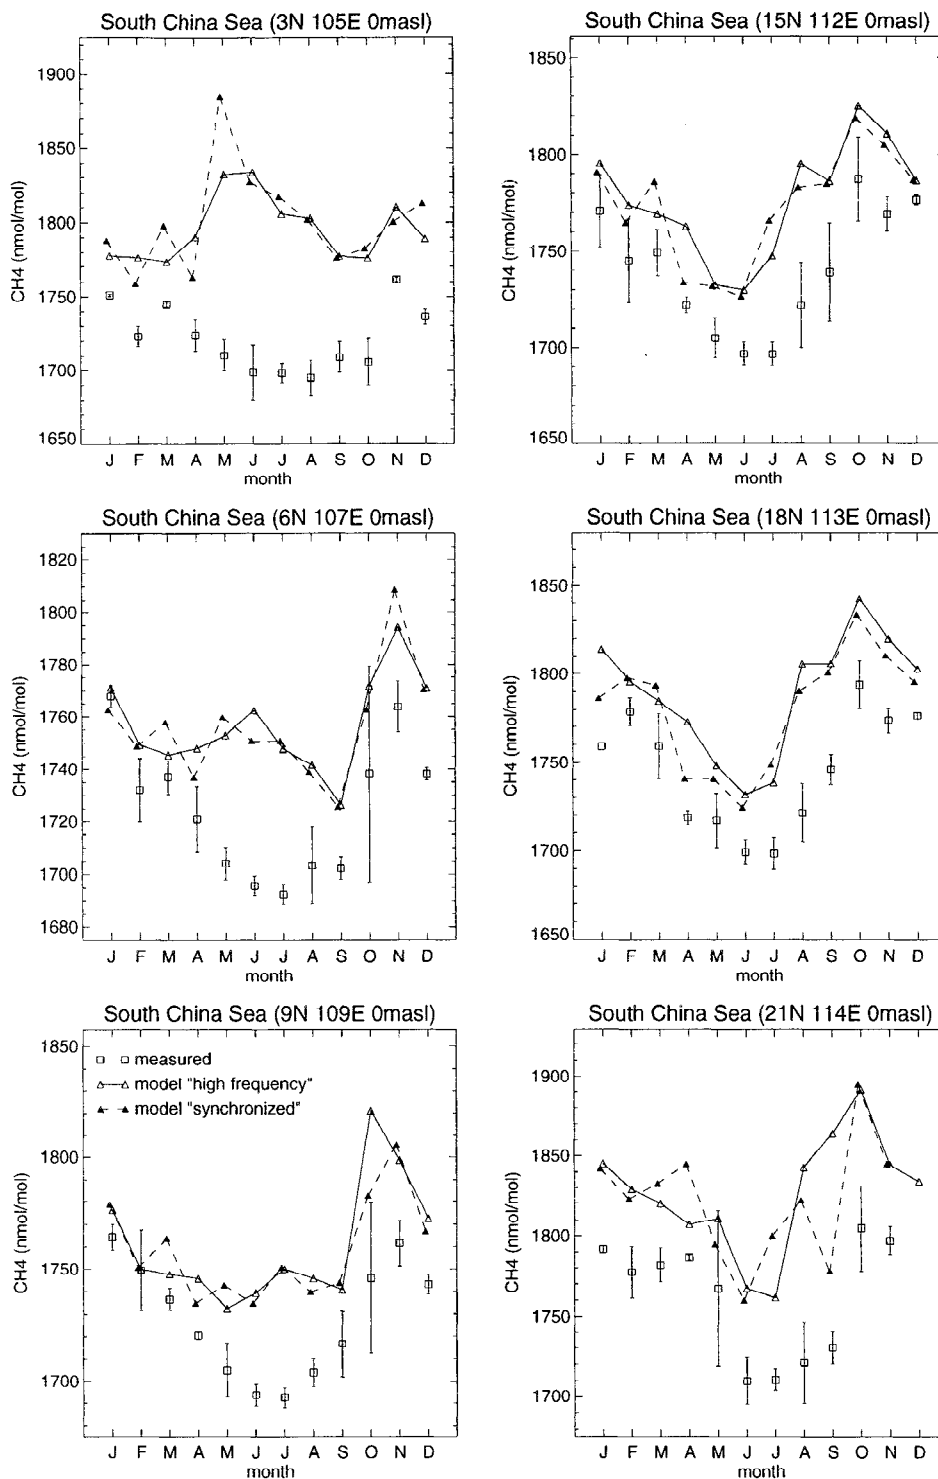 South China Sea (3N 105E 0masl)
J F M A M J J A S O N D
1900
1850
1800
1750
1700
1650
CH4 (nmol/mol)
J F M A M J J A S O N D
month
South China Sea (15N 112E 0masl)
J F M A M J J A S O N D
1850
1800
1750
1700
1650
CH4 (nmol/mol)
J F M A M J J A S O N D
month
South China Sea (6N 107E 0masl)
1820
1800
1780
1760
1740
1720
1700
1680
CH4 (nmol/mol)
J F M A M J J A S O N D
month
South China Sea (18N 113E 0masl)
1850
1800
1750
1700
1650
CH4 (nmol/mol)
J F M A M J J A S O N D
month
South China Sea (9N 109E 0masl)
1850
1800
1750
1700
CH4 (nmol/mol)
measured
model "high frequency"
model "synchronized"
J F M A M J J A S O N D
month
South China Sea (21N 114E 0masl)
1900
1850
1800
1750
1700
CH4 (nmol/mol)
J F M A M J J A S O N D
month